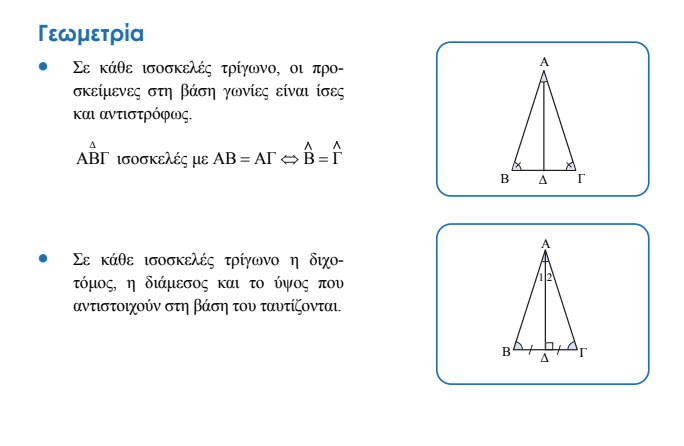 Γεωμετρία
• Σε κάθε ισοσκελές τρίγωνο, οι προ-
σκείμενες στη βάση γωνίες είναι ίσες
και αντιστρόφως.
Α
Β Δ Γ
Δ
ΑΒΓ ισοσκελές με ΑΒ = ΑΓ ⇔ B̂ = Γ̂
• Σε κάθε ισοσκελές τρίγωνο η διχο-
τόμος, η διάμεσος και το ύψος που
αντιστοιχούν στη βάση του ταυτίζονται.
Α
1 2
Β Δ Γ